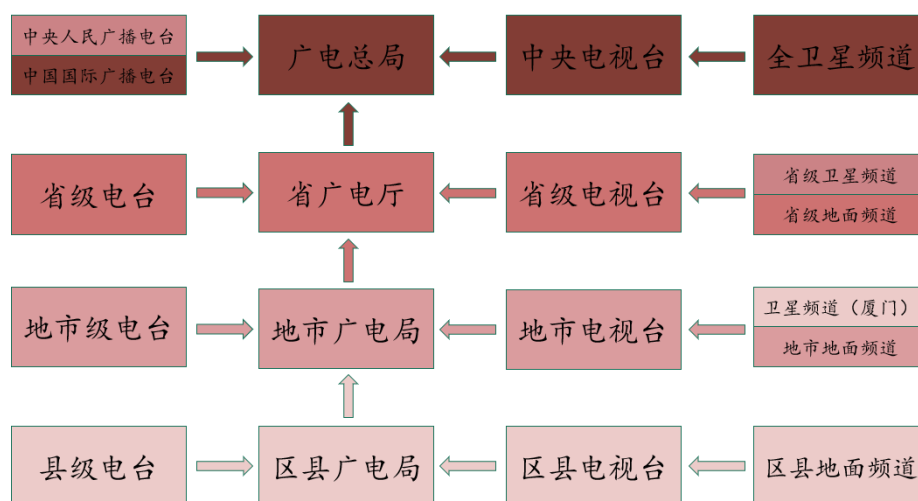 中央人民广播电台
中国国际广播电台
广电总局
中央电视台
全卫星频道
省级电台
省广电厅
省级电视台
省级卫星频道
省级地面频道
地市级电台
地市广电局
地市电视台
卫星频道（厦门）
地市地面频道
县级电台
区县广电局
区县电视台
区县地面频道